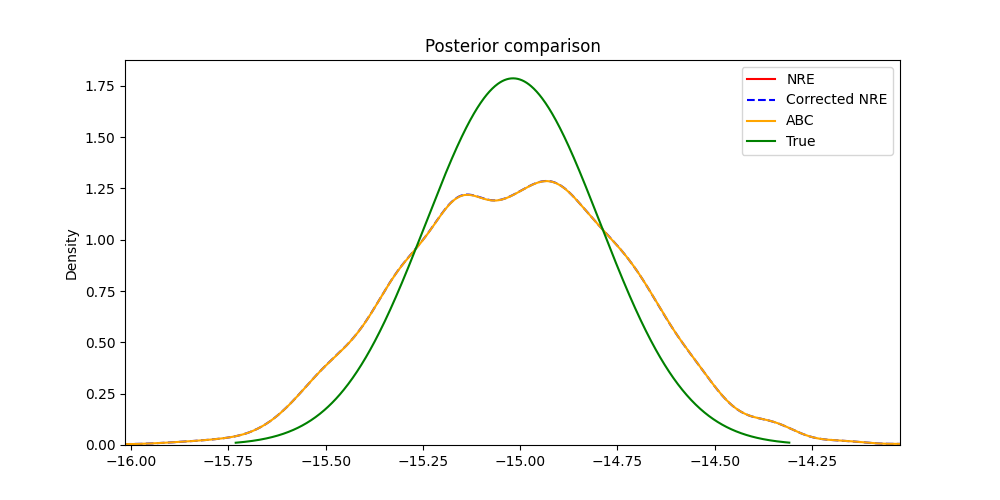 Posterior comparison
NRE
Corrected NRE
ABC
True
Density
1.75
1.50
1.25
1.00
0.75
0.50
0.25
0.00
−16.00 −15.75 −15.50 −15.25 −15.00 −14.75 −14.50 −14.25